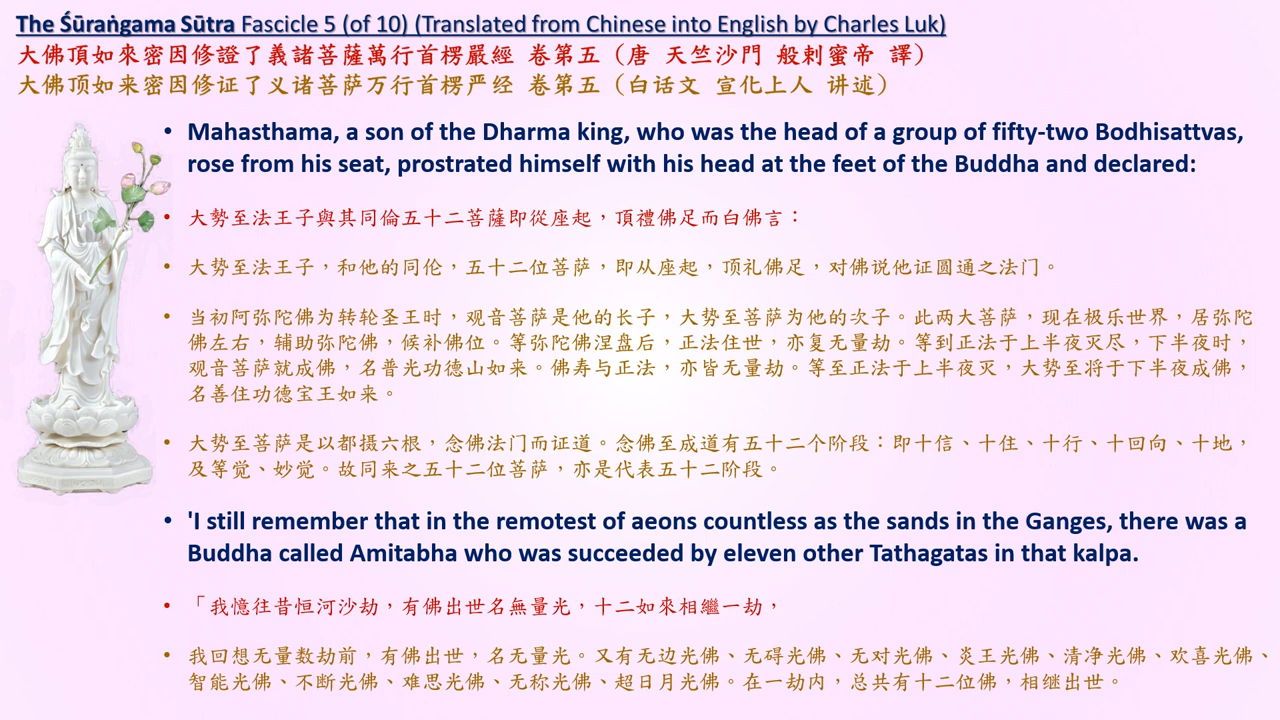 The Śūraṅgama Sūtra Fascicle 5 (of 10) (Translated from Chinese into English by Charles Luk)
大佛頂如來密因修證了義諸菩薩萬行首楞嚴經 卷第五（唐 天竺沙門 般剌蜜帝 譯）
大佛顶如来密因修证了义诸菩萨万行首楞严经 卷第五（白话文 宣化上人 讲述）
• Mahasthama, a son of the Dharma king, who was the head of a group of fifty-two Bodhisattvas,
rose from his seat, prostrated himself with his head at the feet of the Buddha and declared:
• 大勢至法王子與其同倫五十二菩薩即從座起，頂禮佛足而白佛言：
• 大势至法王子，和他的同伦，五十二位菩萨，即从座起，顶礼佛足，对佛说他证圆通之法门。
• 当初阿弥陀佛为转轮圣王时，观音菩萨是他的长子，大势至菩萨为他的次子。此两大菩萨，现在极乐世界，居弥陀
佛左右，辅助弥陀佛，候补佛位。等弥陀佛涅盘后，正法住世，亦复无量劫。等到正法于上半夜灭尽，下半夜时，
观音菩萨就成佛，名普光功德山如来。佛寿与正法，亦皆无量劫。等至正法于上半夜灭，大势至将于下半夜成佛，
名善住功德宝王如来。
• 大势至菩萨是以都摄六根，念佛法门而证道。念佛至成道有五十二个阶段：即十信、十住、十行、十回向、十地，
及等觉、妙觉。故同来之五十二位菩萨，亦是代表五十二阶段。
• 'I still remember that in the remotest of aeons countless as the sands in the Ganges, there was a
Buddha called Amitabha who was succeeded by eleven other Tathagatas in that kalpa.
• 「我憶往昔恒河沙劫，有佛出世名無量光，十二如來相繼一劫，
• 我回想无量数劫前，有佛出世，名无量光。又有无边光佛、无碍光佛、无对光佛、炎王光佛、清净光佛、欢喜光佛、
智能光佛、不断光佛、难思光佛、无称光佛、超日月光佛。在一劫内，总共有十二位佛，相继出世。